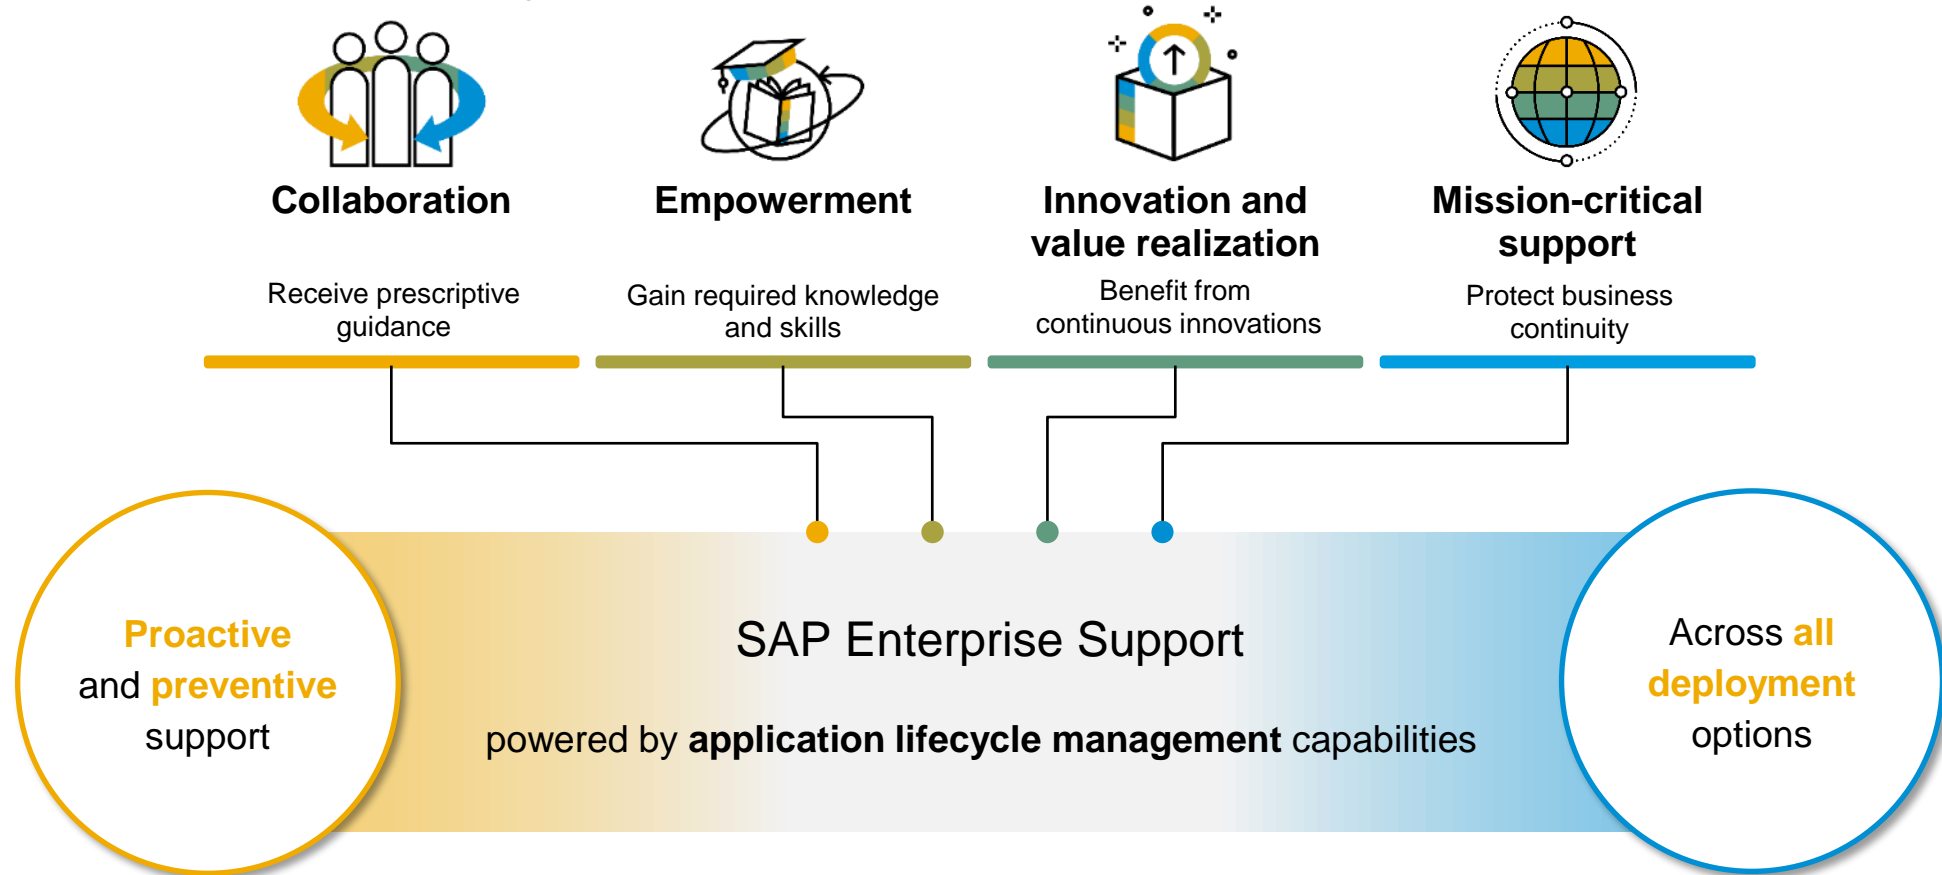 Collaboration
Receive prescriptive
guidance
Empowerment
Gain required knowledge
and skills
Innovation and
value realization
Benefit from
continuous innovations
Mission-critical
support
Protect business
continuity
Proactive
and preventive
support
SAP Enterprise Support
powered by application lifecycle management capabilities
Across all
deployment
options